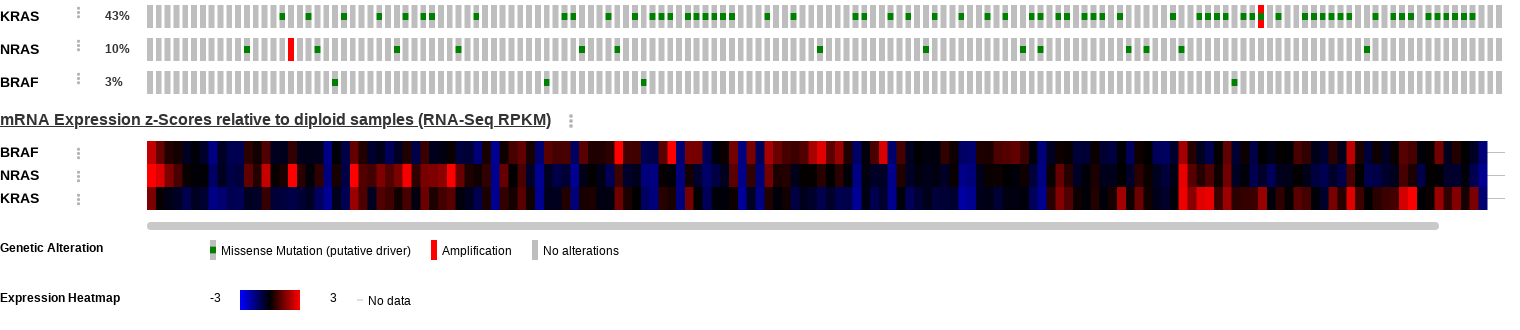 KRAS 43%
NRAS 10%
BRAF 3%
mRNA Expression z-Scores relative to diploid samples (RNA-Seq RPKM)
BRAF
NRAS
KRAS
Genetic Alteration Missense Mutation (putative driver) Amplification No alterations
Expression Heatmap -3 3 No data